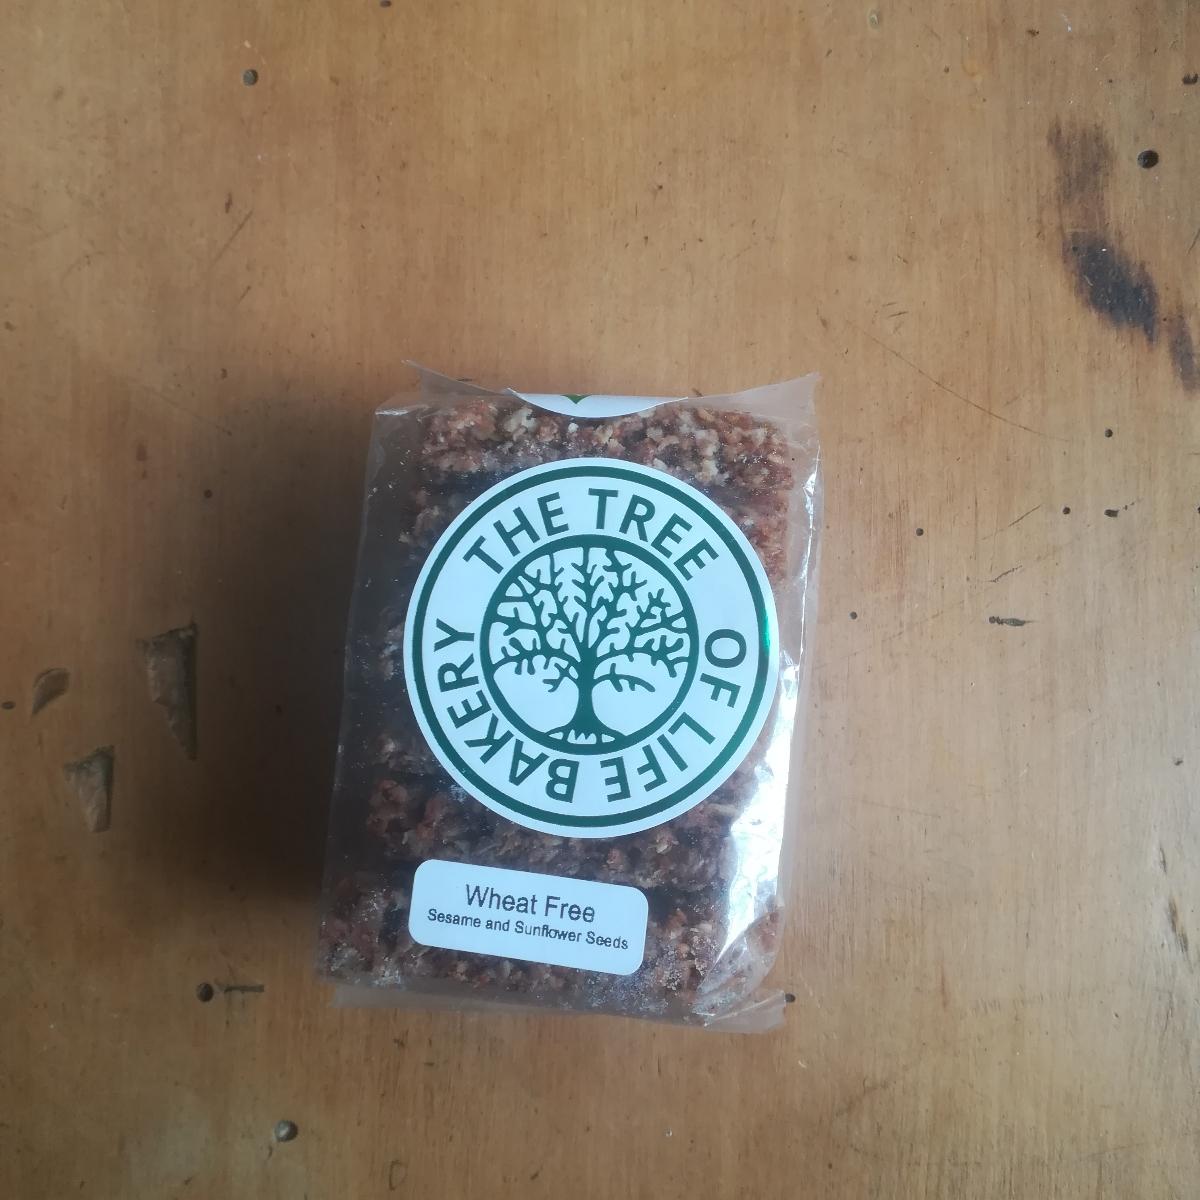 THE TREE OF LIFE BAKERY
Wheat Free
Sesame and Sunflower Seeds